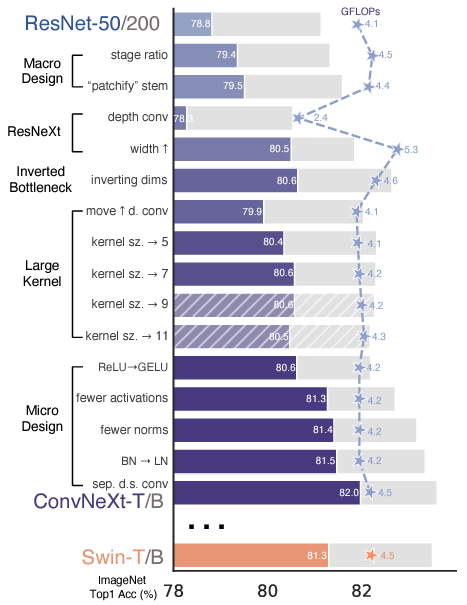 GFLOPs
ResNet-50/200 78.8 4.1
Macro Design
stage ratio 79.4 4.5
"patchify" stem 79.5 4.4
ResNeXt
depth conv 78.3 2.4
width ↑ 80.5 5.3
Inverted Bottleneck
inverting dims 80.6 4.6
Large Kernel
move ↑ d. conv 79.9 4.1
kernel sz. → 5 80.4 4.1
kernel sz. → 7 80.6 4.2
kernel sz. → 9 80.6 4.2
kernel sz. → 11 80.5 4.3
Micro Design
ReLU→GELU 80.6 4.2
fewer activations 81.3 4.2
fewer norms 81.4 4.2
BN → LN 81.5 4.2
sep. d.s. conv 82.0 4.5
ConvNeXt-T/B
...
Swin-T/B 81.3 4.5
ImageNet Top1 Acc (%) 78 80 82